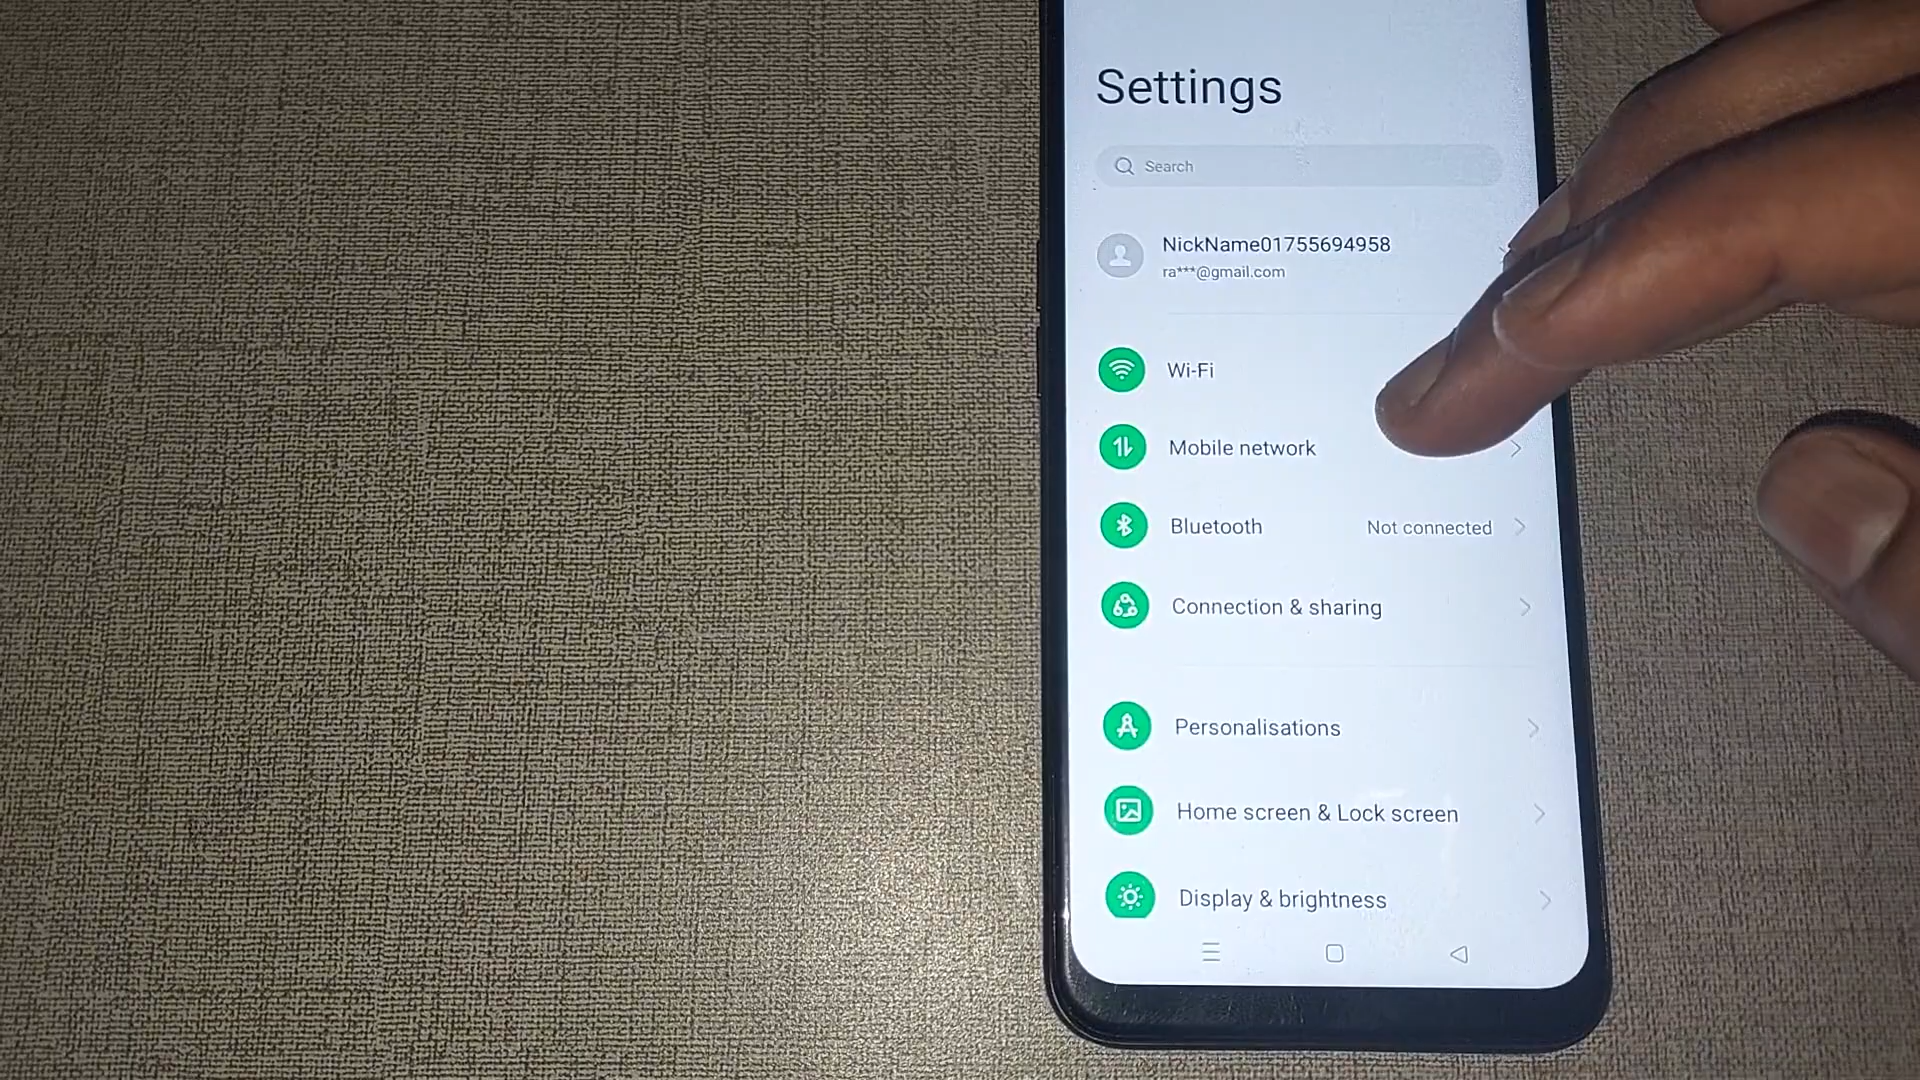 Settings
Search
NickName01755694958
ra***@gmail.com
Wi-Fi
Mobile network
Bluetooth Not connected
Connection & sharing
Personalisations
Home screen & Lock screen
Display & brightness